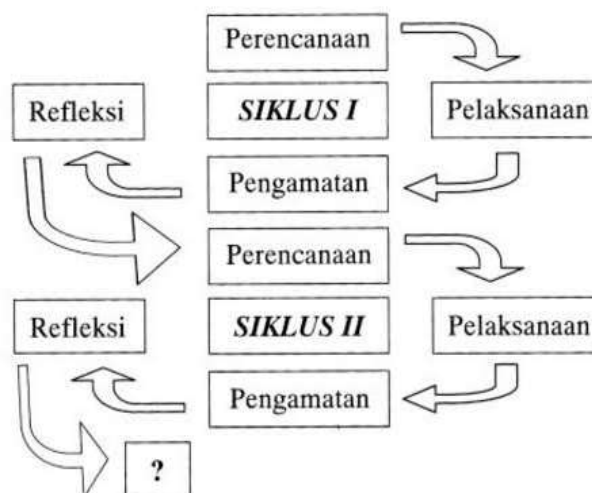 Perencanaan
Refleksi
SIKLUS I
Pelaksanaan
Pengamatan
Perencanaan
Refleksi
SIKLUS II
Pelaksanaan
Pengamatan
?